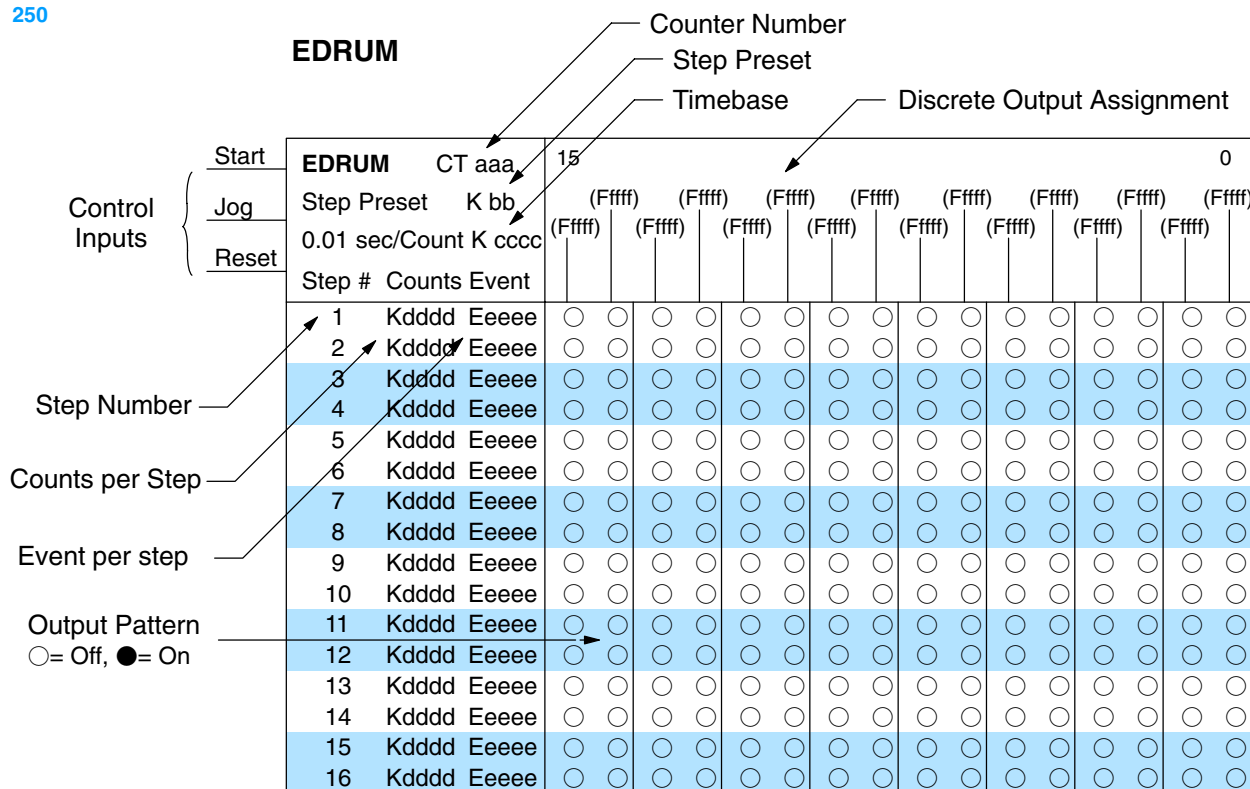 250
EDRUM
Counter Number
Step Preset
Timebase
Discrete Output Assignment
Control Inputs
Start
Jog
Reset
EDRUM CT aaa
Step Preset K bb
0.01 sec/Count K cccc
Step # Counts Event
15 0
(Fffff) (Fffff) (Fffff) (Fffff) (Fffff) (Fffff) (Fffff) (Fffff)
(Fffff) (Fffff) (Fffff) (Fffff) (Fffff) (Fffff) (Fffff) (Fffff)
1 Kdddd Eeeee
2 Kdddd Eeeee
3 Kdddd Eeeee
4 Kdddd Eeeee
5 Kdddd Eeeee
6 Kdddd Eeeee
7 Kdddd Eeeee
8 Kdddd Eeeee
9 Kdddd Eeeee
10 Kdddd Eeeee
11 Kdddd Eeeee
12 Kdddd Eeeee
13 Kdddd Eeeee
14 Kdddd Eeeee
15 Kdddd Eeeee
16 Kdddd Eeeee
Step Number
Counts per Step
Event per step
Output Pattern
○= Off, ●= On